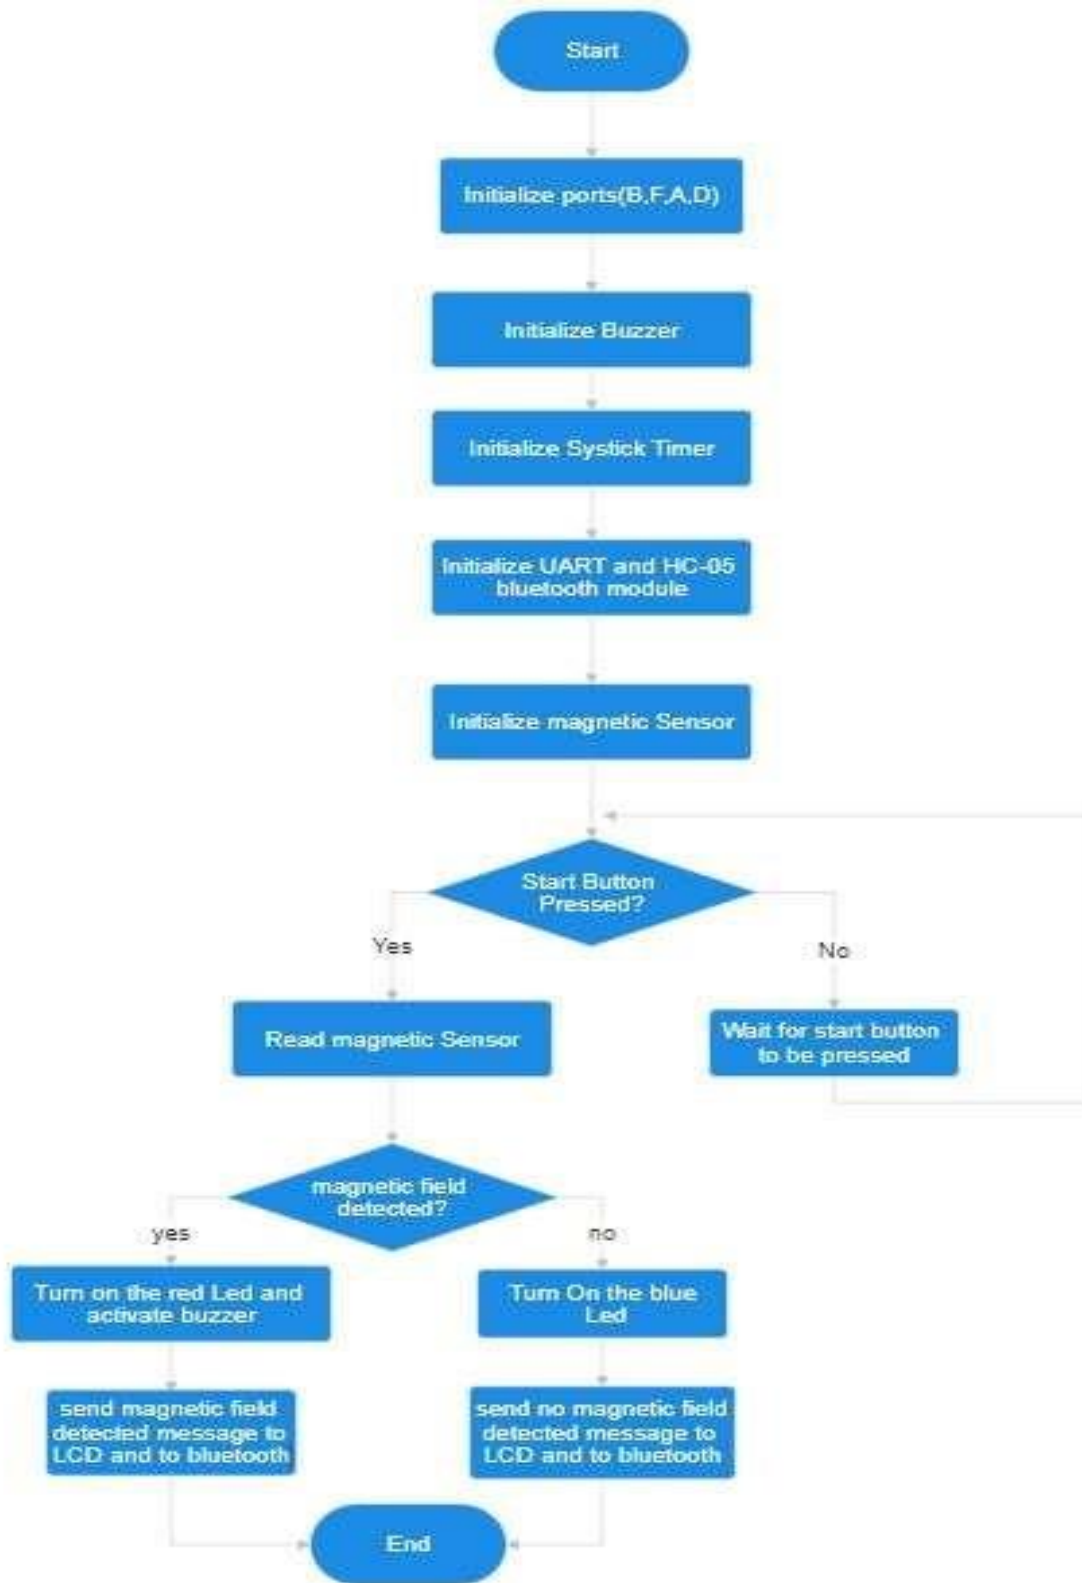 Start
Initialize ports(B,F,A,D)
Initialize Buzzer
Initialize Systick Timer
Initialize UART and HC-05
bluetooth module
Initialize magnetic Sensor
Start Button
Pressed?
Yes
No
Read magnetic Sensor
Wait for start button
to be pressed
magnetic field
detected?
yes
no
Turn on the red Led and
activate buzzer
Turn On the blue
Led
send magnetic field
detected message to
LCD and to bluetooth
send no magnetic field
detected message to
LCD and to bluetooth
End